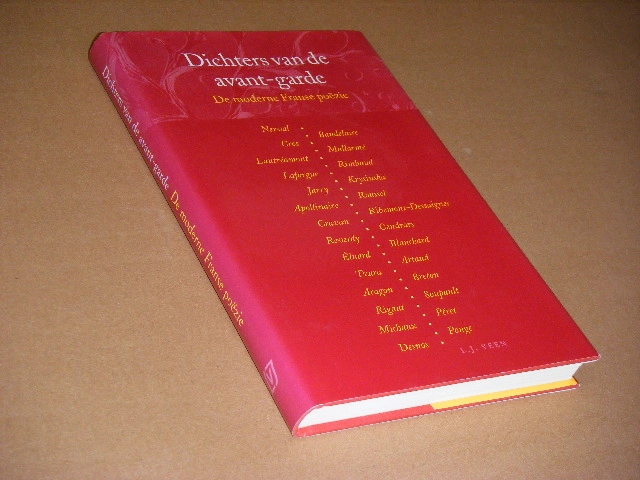 Dichters van de
avant-garde
De moderne Franse poëzie
Nerval • Baudelaire
Cros • Mallarmé
Lautréamont • Rimbaud
Laforgue • Krysinska
Jarry • Roussel
Apollinaire • Ribemont-Dessaignes
Cravan • Cendrars
Reverdy • Blanchard
Éluard • Artaud
Tzara • Breton
Aragon • Soupault
Rigaut • Péret
Michaux • Ponge
Desnos •
L.J. VEEN
Dichters van de avant-garde De moderne Franse poëzie